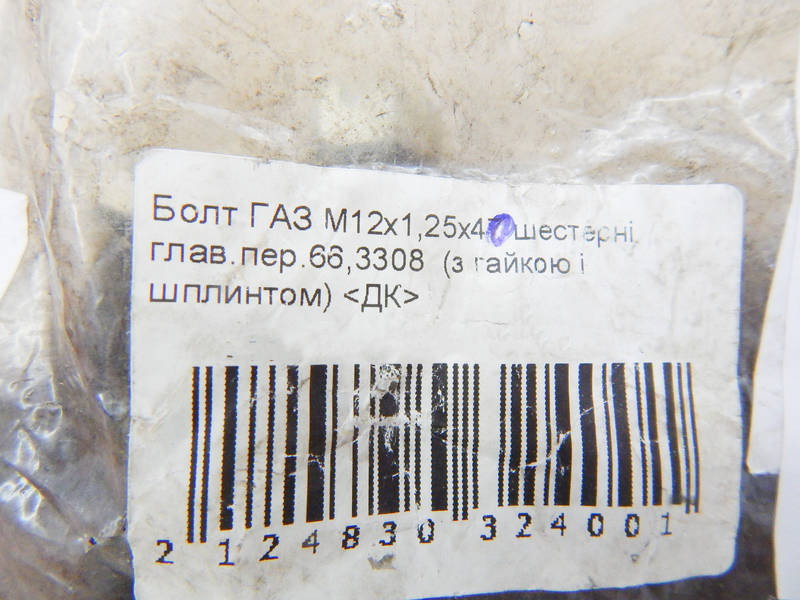 Болт ГАЗ М12х1,25х4 шестерні
глав.пер.66,3308 (з гайкою і
шплинтом) <ДК>
2 124830 324001